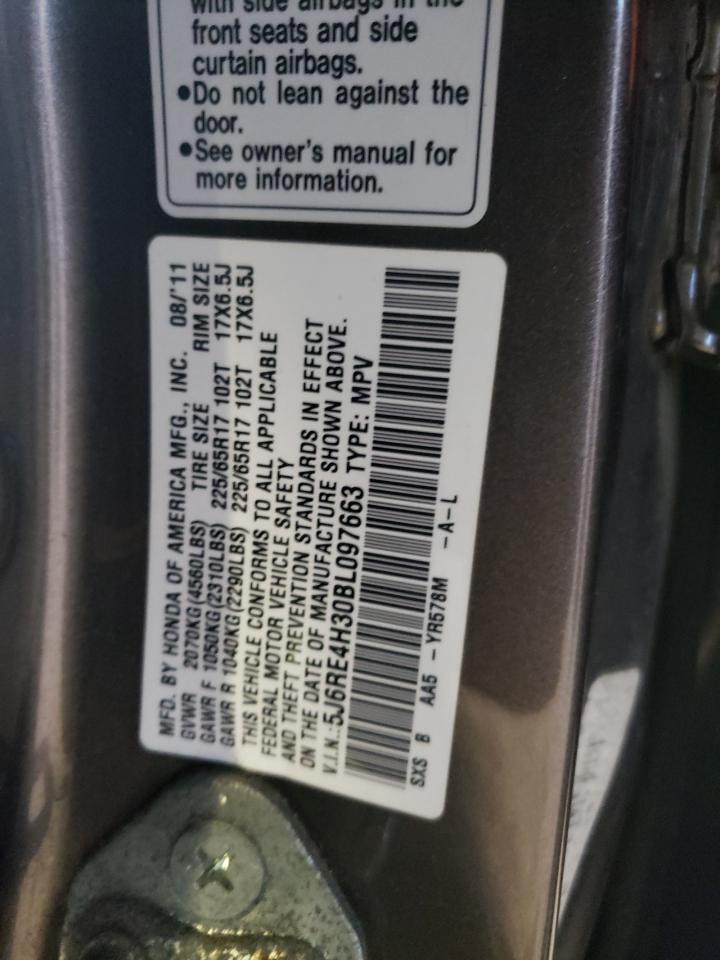 with side airbags in the
front seats and side
curtain airbags.
●Do not lean against the
door.
●See owner's manual for
more information.
MFD. BY HONDA OF AMERICA MFG., INC. 08/'11
GVWR 2070KG(4560LBS) TIRE SIZE RIM SIZE
GAWR F 1050KG(2310LBS) 225/65R17 102T 17X6.5J
GAWR R 1040KG(2290LBS) 225/65R17 102T 17X6.5J
THIS VEHICLE CONFORMS TO ALL APPLICABLE
FEDERAL MOTOR VEHICLE SAFETY
AND THEFT PREVENTION STANDARDS IN EFFECT
ON THE DATE OF MANUFACTURE SHOWN ABOVE.
V.I.N.:5J6RE4H30BL097663 TYPE: MPV
SXS B AA5 -YR578M -A-L